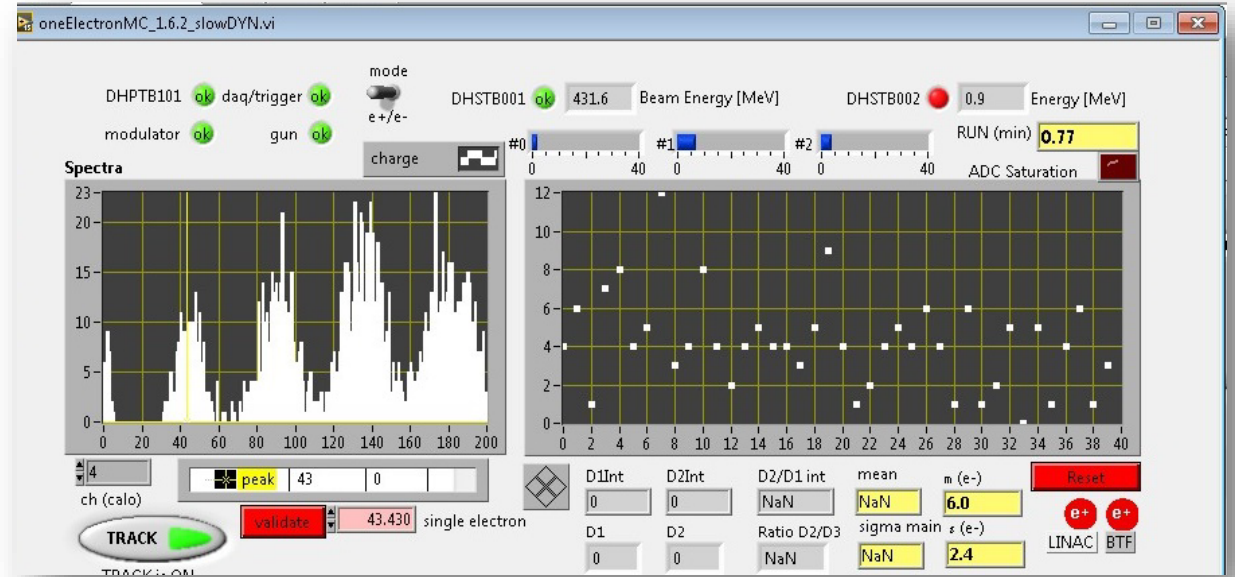 oneElectronMC_1.6.2_slowDYN.vi
mode
DHPTB101 ok daq/trigger ok
DHSTB001 ok 431.6 Beam Energy [MeV]
DHSTB002 0.9 Energy [MeV]
e+/e-
modulator ok gun ok
RUN (min) 0.77
charge
#0 #1 #2
0 40 0 40 0 40
ADC Saturation
Spectra
23
20
15
10
5
0
0 20 40 60 80 100 120 140 160 180 200
12
10
8
6
4
2
0
0 2 4 6 8 10 12 14 16 18 20 22 24 26 28 30 32 34 36 38 40
4
ch (calo)
peak 43 0
TRACK
validate 43.430 single electron
D1Int D2Int D2/D1 int mean m (e-) Reset
0 0 NaN NaN 6.0
D1 D2 Ratio D2/D3 sigma main s (e-)
0 0 NaN NaN 2.4
e+ e+
LINAC BTF
TRACK is ON